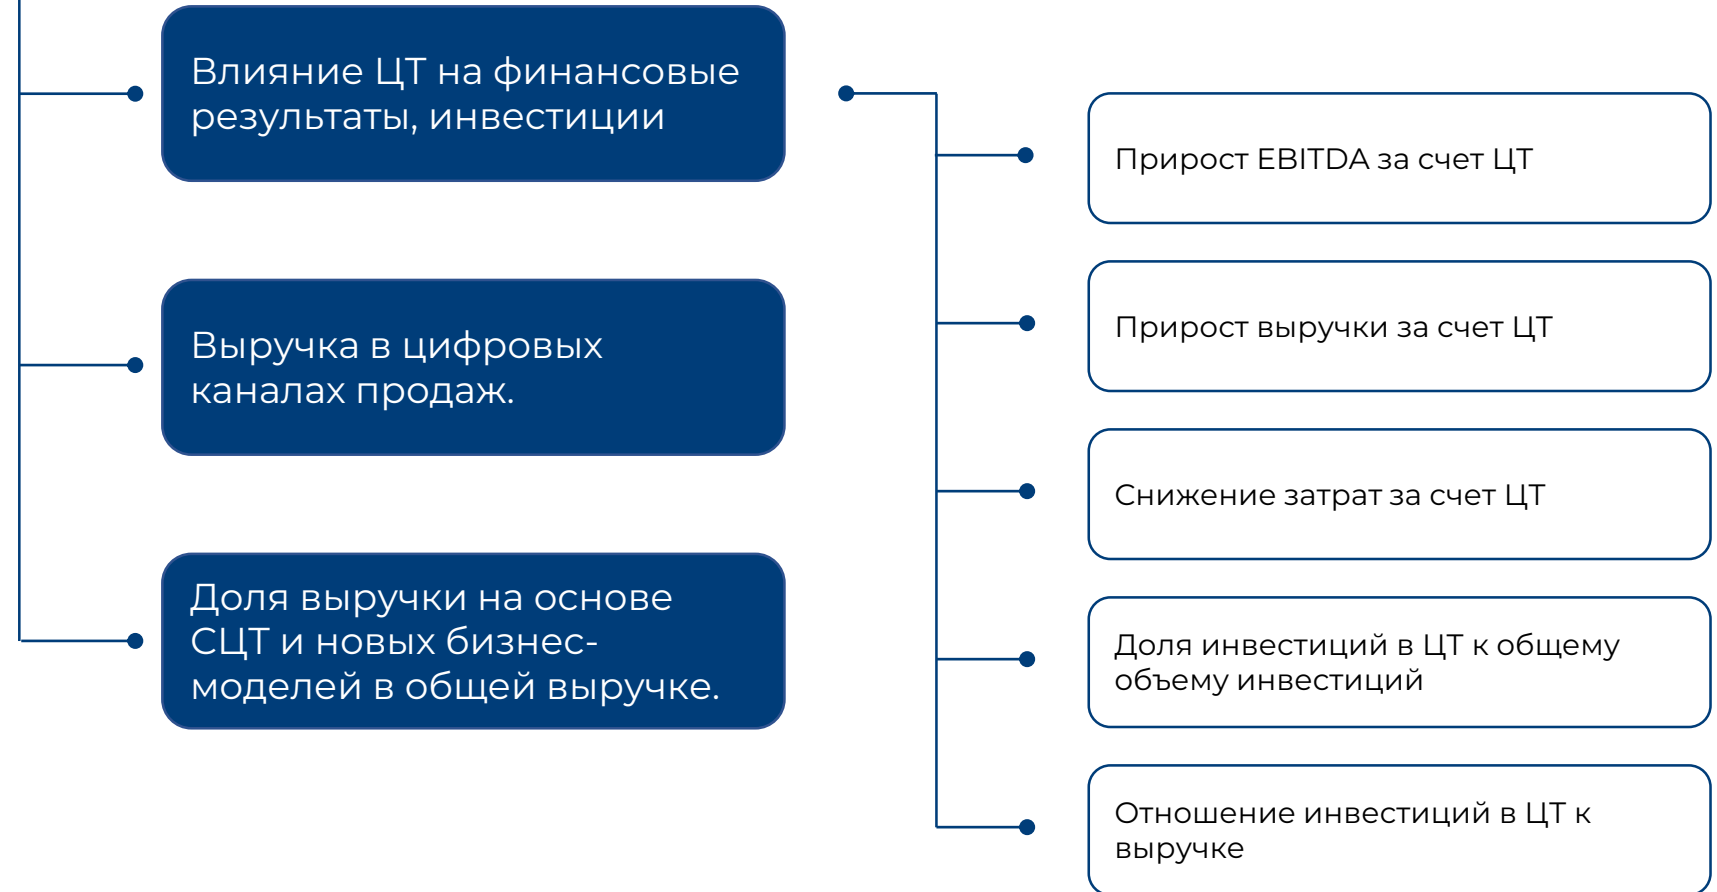 Влияние ЦТ на финансовые
результаты, инвестиции
Выручка в цифровых
каналах продаж.
Доля выручки на основе
СЦТ и новых бизнес-
моделей в общей выручке.
Прирост EBITDA за счет ЦТ
Прирост выручки за счет ЦТ
Снижение затрат за счет ЦТ
Доля инвестиций в ЦТ к общему
объему инвестиций
Отношение инвестиций в ЦТ к
выручке